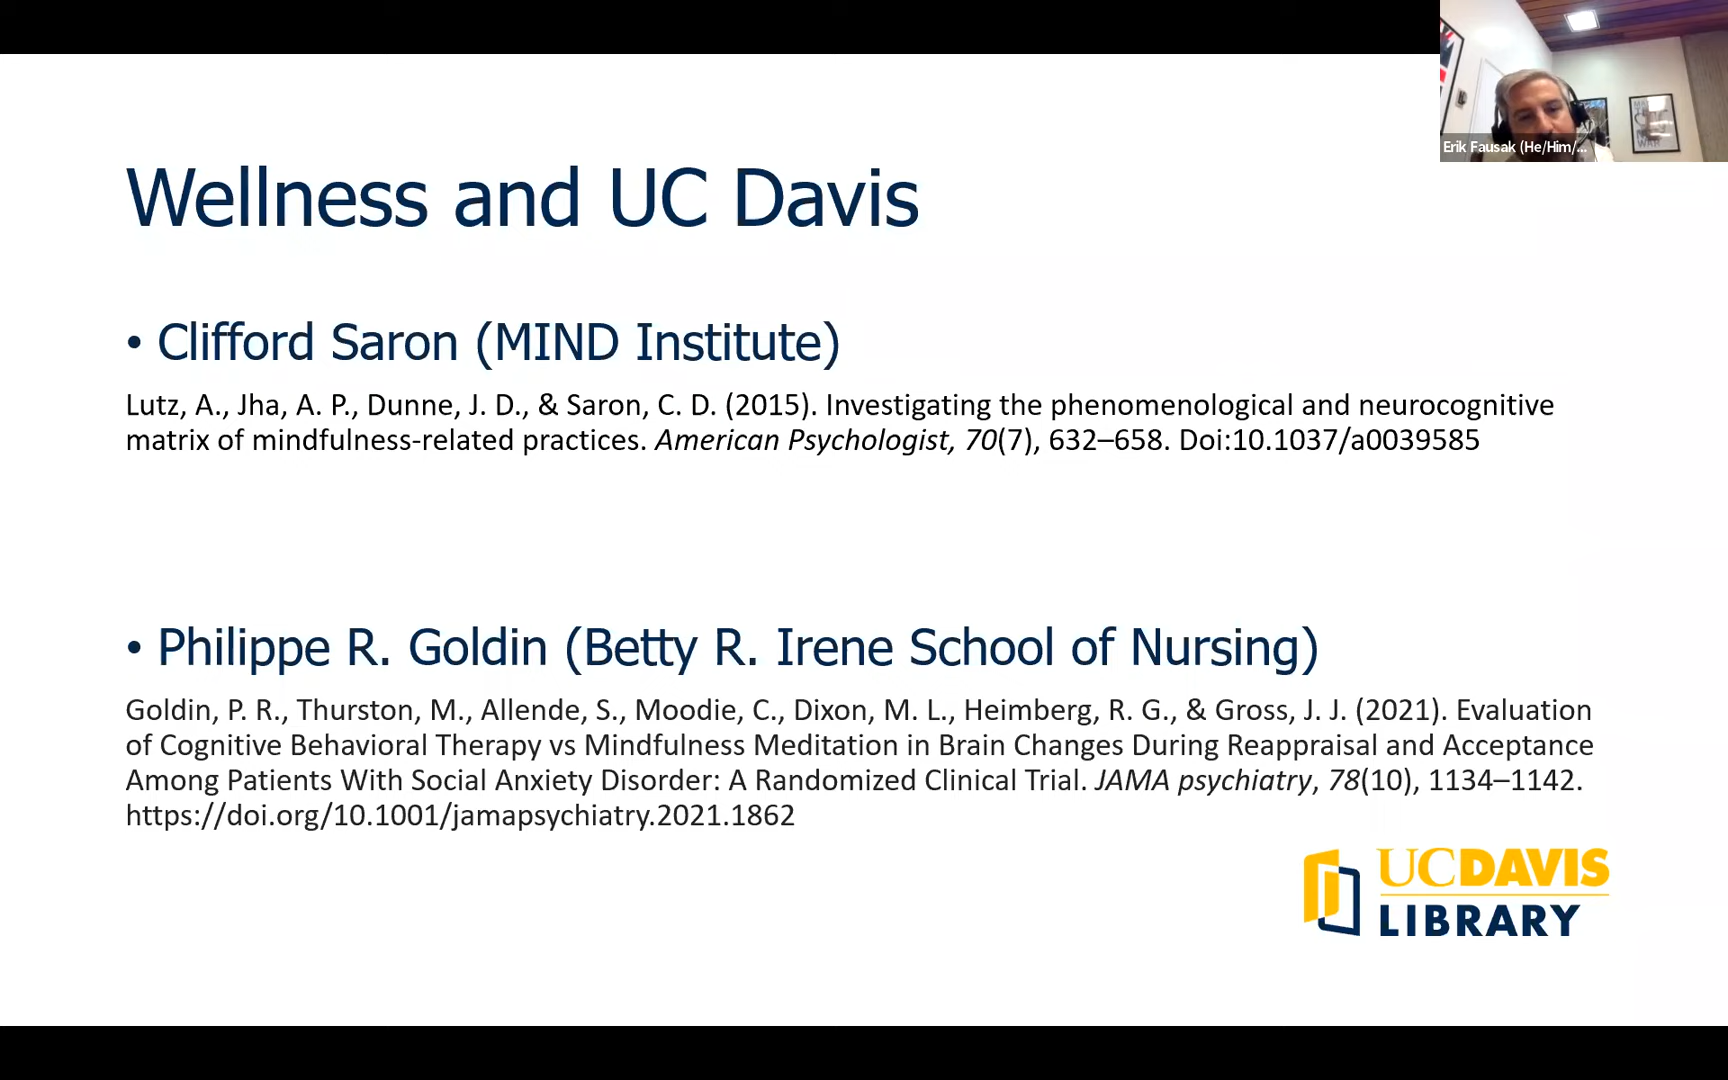 Erik Fausak (He/Him/...
Wellness and UC Davis
• Clifford Saron (MIND Institute)
Lutz, A., Jha, A. P., Dunne, J. D., & Saron, C. D. (2015). Investigating the phenomenological and neurocognitive
matrix of mindfulness-related practices. American Psychologist, 70(7), 632–658. Doi:10.1037/a0039585
• Philippe R. Goldin (Betty R. Irene School of Nursing)
Goldin, P. R., Thurston, M., Allende, S., Moodie, C., Dixon, M. L., Heimberg, R. G., & Gross, J. J. (2021). Evaluation
of Cognitive Behavioral Therapy vs Mindfulness Meditation in Brain Changes During Reappraisal and Acceptance
Among Patients With Social Anxiety Disorder: A Randomized Clinical Trial. JAMA psychiatry, 78(10), 1134–1142.
https://doi.org/10.1001/jamapsychiatry.2021.1862
UCDAVIS
LIBRARY